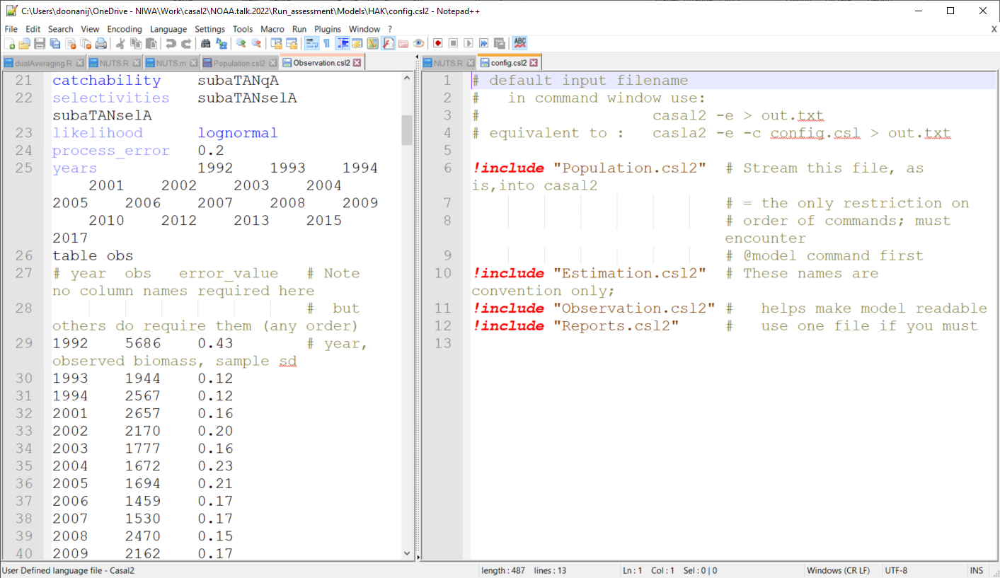 C:\Users\doonanij\OneDrive - NIWA\Work\casal2\NOAA.talk.2022\Run_assessment\Models\HAK\config.csl2 - Notepad++
File Edit Search View Encoding Language Settings Tools Macro Run Plugins Window ? X
dualAveraging.R NUTS.R NUTS.m Population.csl2 Observation.csl2
21 catchability subaTANqA
22 selectivities subaTANselA
subaTANselA
23 likelihood lognormal
24 process_error 0.2
25 years 1992 1993 1994
2001 2002 2003 2004
2005 2006 2007 2008 2009
2010 2012 2013 2015
2017
26 table obs
27 # year obs error_value # Note
no column names required here
28 # but
others do require them (any order)
29 1992 5686 0.43 # year,
observed biomass, sample sd
30 1993 1944 0.12
31 1994 2567 0.12
32 2001 2657 0.16
33 2002 2170 0.20
34 2003 1777 0.16
35 2004 1672 0.23
36 2005 1694 0.21
37 2006 1459 0.17
38 2007 1530 0.17
39 2008 2470 0.15
40 2009 2162 0.17
NUTS.R config.csl2
1 # default input filename
2 # in command window use:
3 # casal2 -e > out.txt
4 # equivalent to : casla2 -e -c config.csl > out.txt
5
6 !include "Population.csl2" # Stream this file, as
is,into casal2
7 # = the only restriction on
8 # order of commands; must
encounter
9 # @model command first
10 !include "Estimation.csl2" # These names are
convention only;
11 !include "Observation.csl2" # helps make model readable
12 !include "Reports.csl2" # use one file if you must
13
User Defined language file - Casal2 length : 487 lines : 13 Ln : 1 Col : 1 Sel : 0 | 0 Windows (CR LF) UTF-8 INS